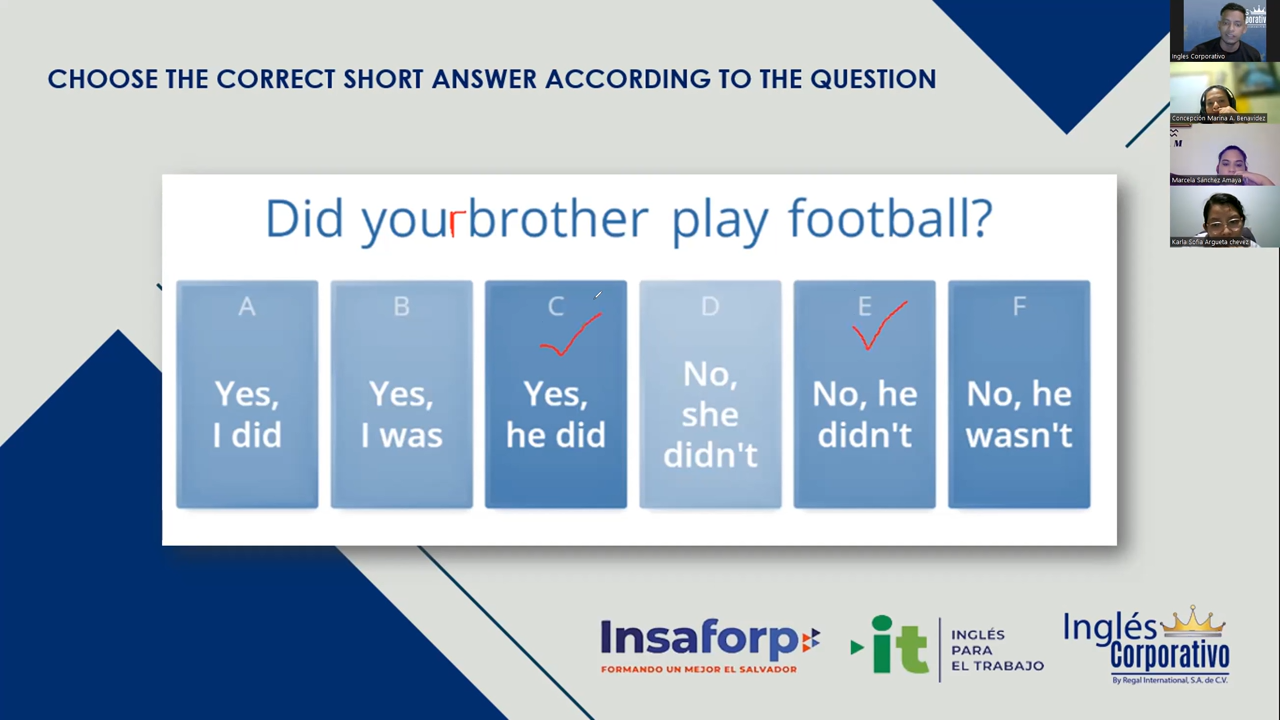 CHOOSE THE CORRECT SHORT ANSWER ACCORDING TO THE QUESTION
Did your brother play football?
A
Yes,
I did
B
Yes,
I was
C
Yes,
he did
D
No,
she
didn't
E
No, he
didn't
F
No, he
wasn't
Insaforp
FORMANDO UN MEJOR EL SALVADOR
it
INGLÉS
PARA
EL TRABAJO
Inglés
Corporativo
By Regal International, S.A. de C.V.
Ingles Corporativo
Concepción Marina A. Benavidez
Marcela Sánchez Amaya
Karla Sofia Argueta chevez